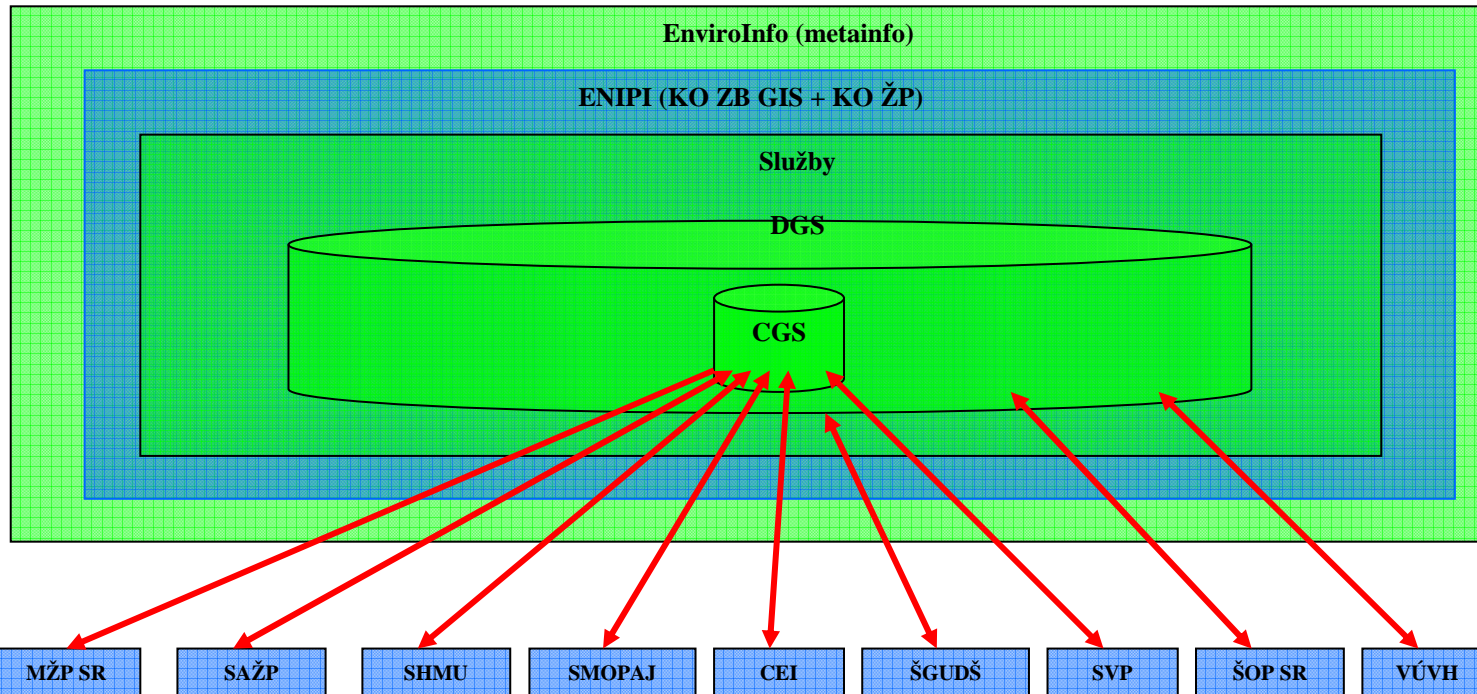 EnviroInfo (metainfo)
ENIPI (KO ZB GIS + KO ŽP)
Služby
DGS
CGS
MŽP SR
SAŽP
SHMU
SMOPAJ
CEI
ŠGUDŠ
SVP
ŠOP SR
VÚVH